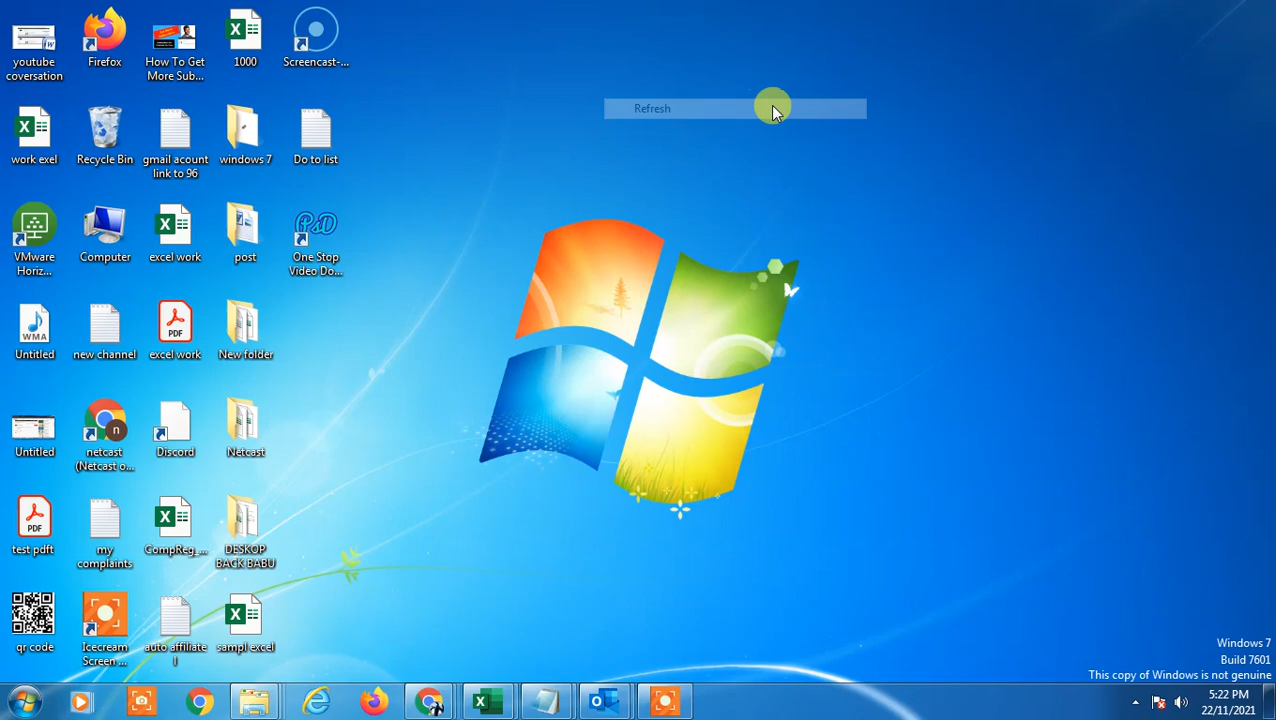 youtube
coversation
Firefox
How To Get
More Sub...
1000
Screencast-...
Refresh
work exel
Recycle Bin
gmail acount
link to 96
windows 7
Do to list
VMware
Horiz...
Computer
excel work
post
PsD
One Stop
Video Do...
WMA
Untitled
new channel
PDF
excel work
New folder
Untitled
n
netcast
(Netcast o...
Discord
Netcast
PDF
test pdft
my
complaints
CompReg_...
DESKOP
BACK BABU
qr code
Icecream
Screen ...
auto affiliate
l
sampl excel
Windows 7
Build 7601
This copy of Windows is not genuine
5:22 PM
22/11/2021